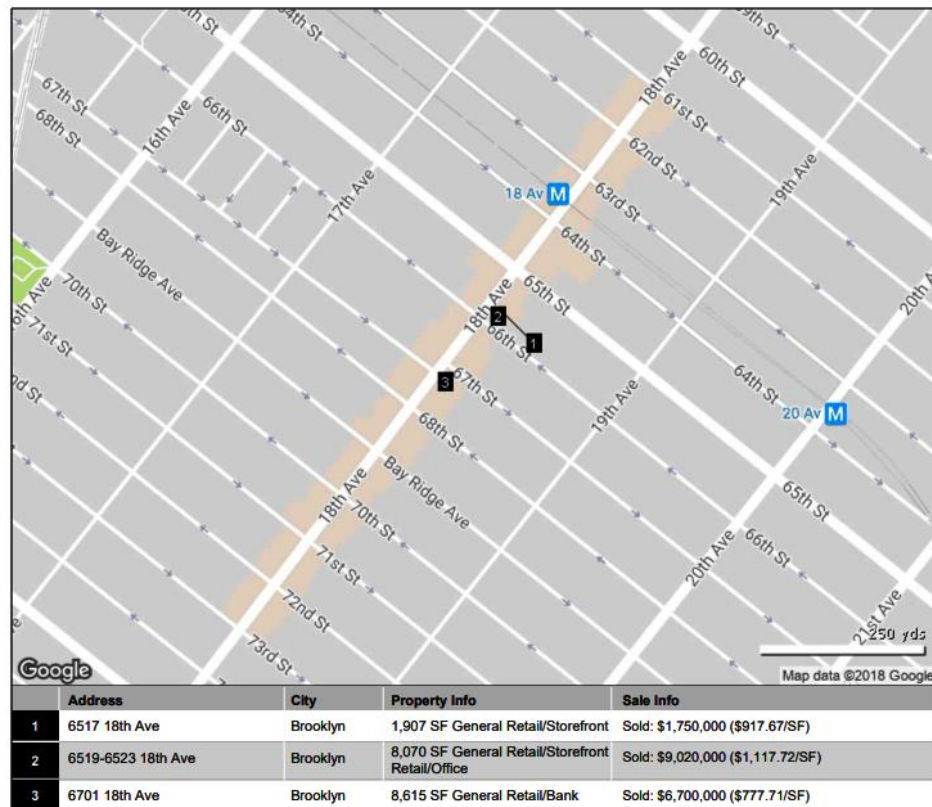 64th St
59th St
60th St
18th Ave
61st St
67th St
68th St
16th Ave
66th St
62nd St
17th Ave
63rd St
19th Ave
18 Av M
64th St
Bay Ridge Ave
65th St
20th Ave
18th Ave
2
1
66th St
70th St
71st St
3
67th St
64th St
20 Av M
19th Ave
68th St
Bay Ridge Ave
18th Ave
65th St
70th St
66th St
71st St
20th Ave
72nd St
21st Ave
73rd St
250 yds
Google
Map data ©2018 Google
Address City Property Info Sale Info
1 6517 18th Ave Brooklyn 1,907 SF General Retail/Storefront Sold: $1,750,000 ($917.67/SF)
2 6519-6523 18th Ave Brooklyn 8,070 SF General Retail/Storefront Sold: $9,020,000 ($1,117.72/SF)
Retail/Office
3 6701 18th Ave Brooklyn 8,615 SF General Retail/Bank Sold: $6,700,000 ($777.71/SF)